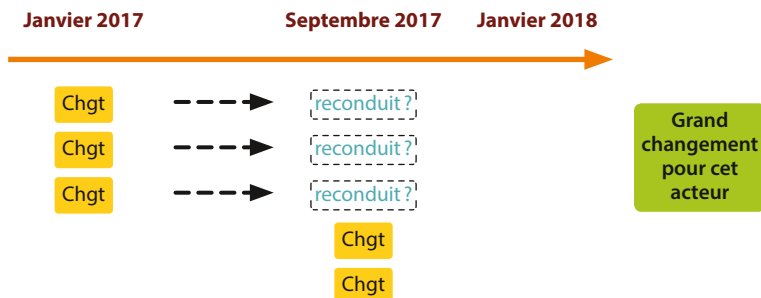 Janvier 2017 Septembre 2017 Janvier 2018
Chgt reconduit ?
Chgt reconduit ?
Chgt reconduit ?
Chgt
Chgt
Grand
changement
pour cet
acteur